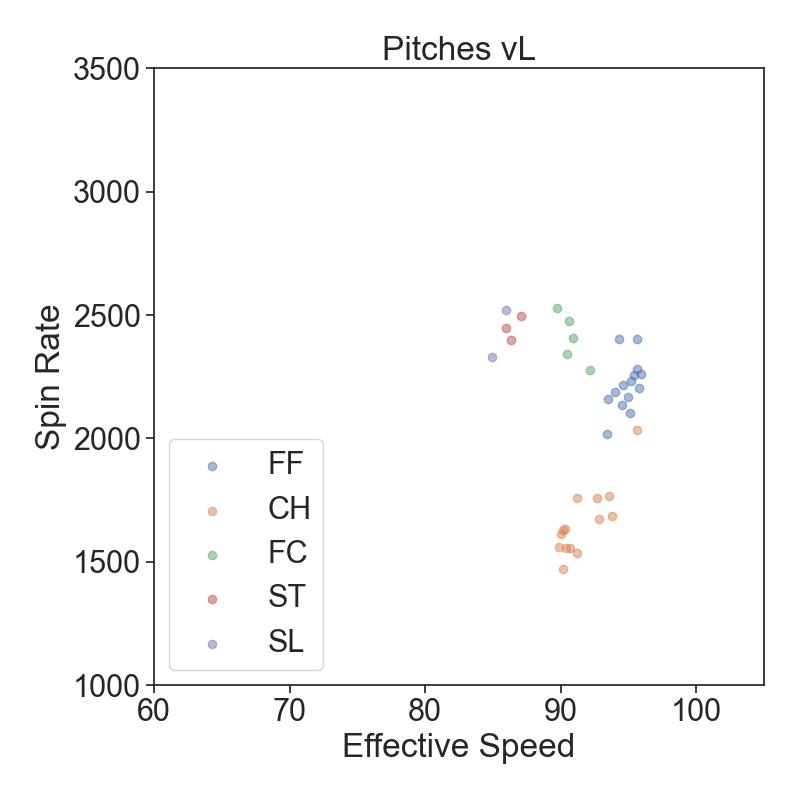 Pitches vL
3500
3000
2500
2000
1500
1000
Spin Rate
FF
CH
FC
ST
SL
60 70 80 90 100
Effective Speed